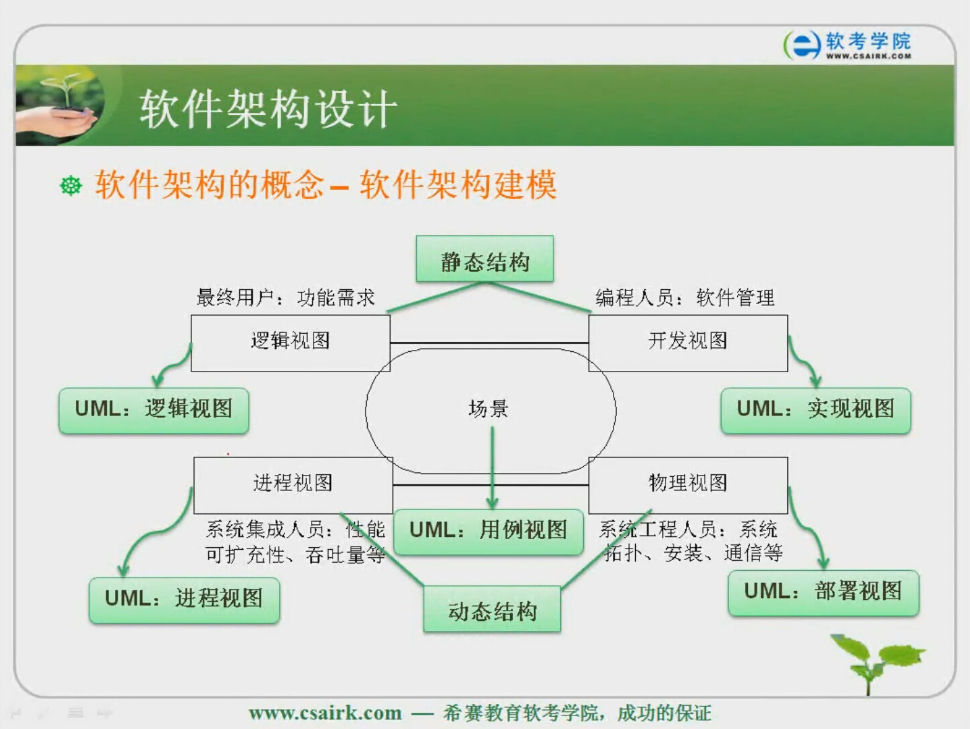 软考学院
WWW.CSAIRK.COM
软件架构设计
软件架构的概念– 软件架构建模
静态结构
最终用户：功能需求
编程人员：软件管理
逻辑视图
开发视图
UML：逻辑视图
场景
UML：实现视图
进程视图
物理视图
系统集成人员：性能
可扩充性、吞吐量等
UML：用例视图
系统工程人员：系统
拓扑、安装、通信等
UML：进程视图
动态结构
UML：部署视图
www.csairk.com — 希赛教育软考学院，成功的保证